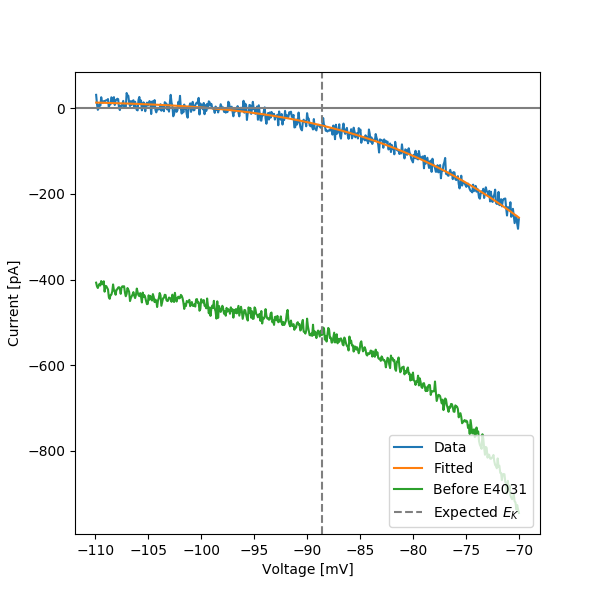 0
−200
−400
−600
−800
Current [pA]
−110
−105
−100
−95
−90
−85
−80
−75
−70
Voltage [mV]
Data
Fitted
Before E4031
Expected E_K